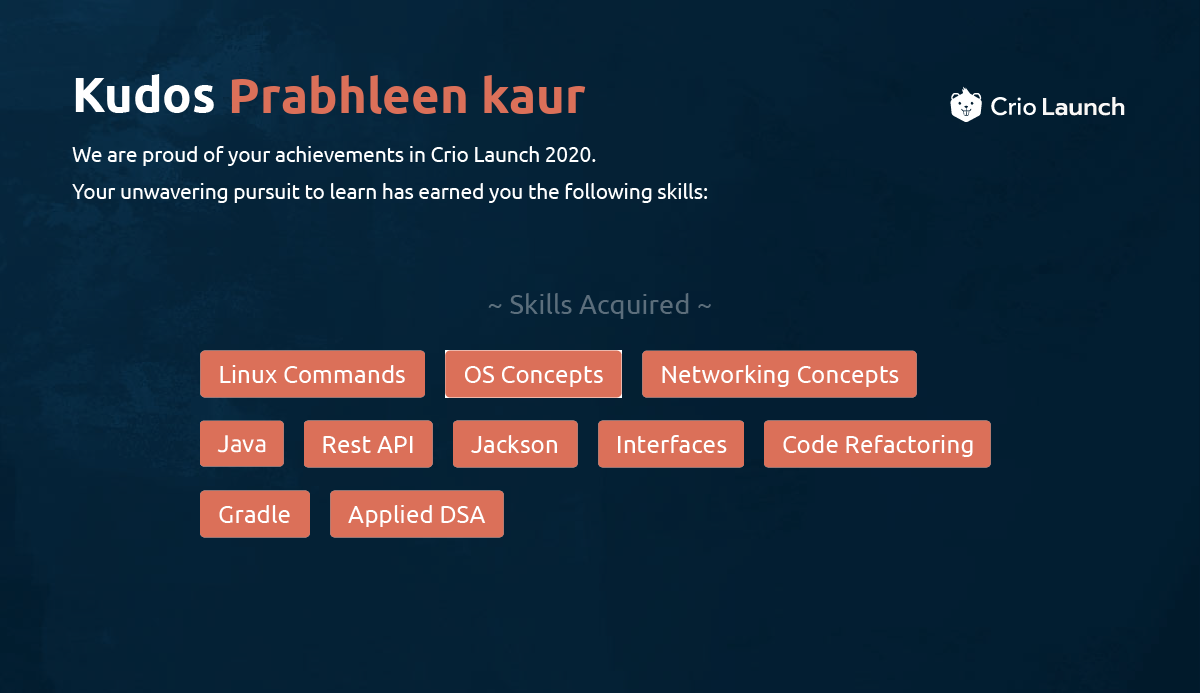 Kudos Prabhleen kaur
Crio Launch
We are proud of your achievements in Crio Launch 2020.
Your unwavering pursuit to learn has earned you the following skills:
~ Skills Acquired ~
Linux Commands OS Concepts Networking Concepts
Java Rest API Jackson Interfaces Code Refactoring
Gradle Applied DSA